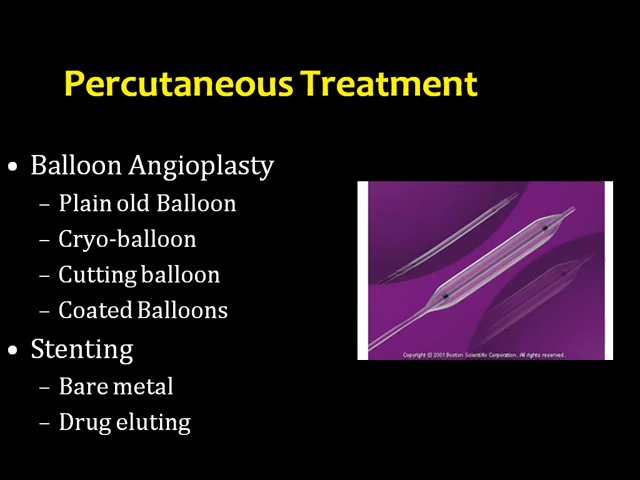 Percutaneous Treatment
• Balloon Angioplasty
– Plain old Balloon
– Cryo-balloon
– Cutting balloon
– Coated Balloons
• Stenting
– Bare metal
– Drug eluting
Copyright © 2001 Boston Scientific Corporation. All rights reserved.